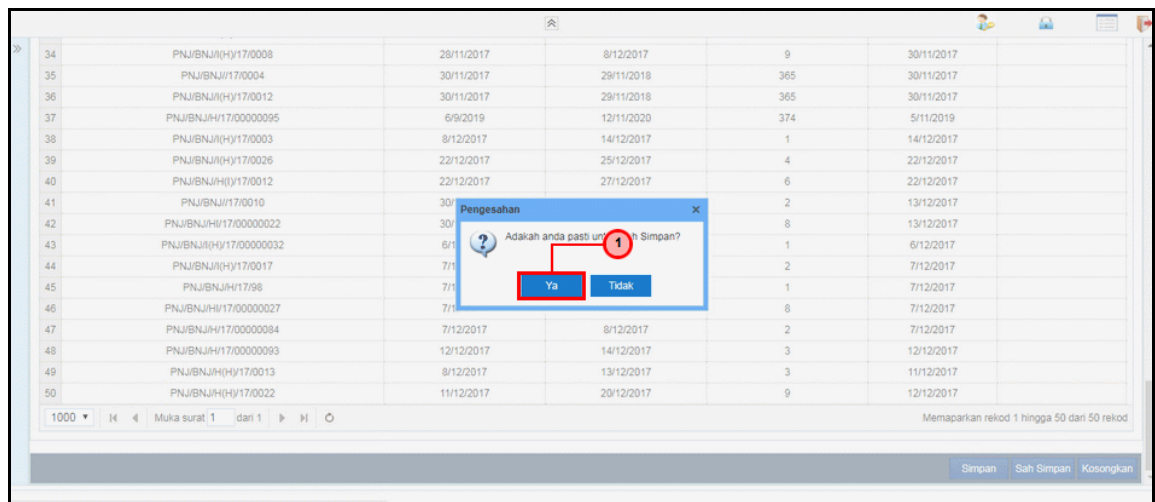 34 PNJ/BNJ/I(H)/17/0008 28/11/2017 8/12/2017 9 30/11/2017
35 PNJ/BNJ//17/0004 30/11/2017 29/11/2018 365 30/11/2017
36 PNJ/BNJ/I(H)/17/0012 30/11/2017 29/11/2018 365 30/11/2017
37 PNJ/BNJ/H/17/00000095 6/9/2019 12/11/2020 374 5/11/2019
38 PNJ/BNJ/I(H)/17/0003 8/12/2017 14/12/2017 1 14/12/2017
39 PNJ/BNJ/I(H)/17/0026 22/12/2017 25/12/2017 4 22/12/2017
40 PNJ/BNJ/H(I)/17/0012 22/12/2017 27/12/2017 6 22/12/2017
41 PNJ/BNJ//17/0010 30/ 2 13/12/2017
Pengesahan
42 PNJ/BNJ/HI/17/00000022 30/ 8 13/12/2017
Adakah anda pasti Simpan?
1
43 PNJ/BNJ/I(H)/17/00000032 6/1 1 6/12/2017
44 PNJ/BNJ/I(H)/17/0017 7/1 2 7/12/2017
45 PNJ/BNJ/H/17/98 7/1 1 7/12/2017
Ya Tidak
46 PNJ/BNJ/HI/17/00000027 7/1 8 7/12/2017
47 PNJ/BNJ/H/17/00000084 7/12/2017 8/12/2017 2 7/12/2017
48 PNJ/BNJ/H/17/00000093 12/12/2017 14/12/2017 3 12/12/2017
49 PNJ/BNJ/H(H)/17/0013 8/12/2017 13/12/2017 3 11/12/2017
50 PNJ/BNJ/H(H)/17/0022 11/12/2017 20/12/2017 9 12/12/2017
1000 Muka surat 1 dari 1 Memaparkan rekod 1 hingga 50 dari 50 rekod
Simpan Sah Simpan Kosongkan